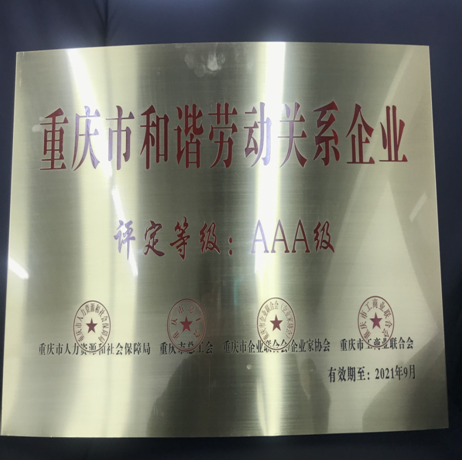 重庆市和谐劳动关系企业
评定等级：AAA级
重庆市人力资源和社会保障局 重庆市总工会 重庆市企业联合会/企业家协会 重庆市工商业联合会
有效期至：2021年9月